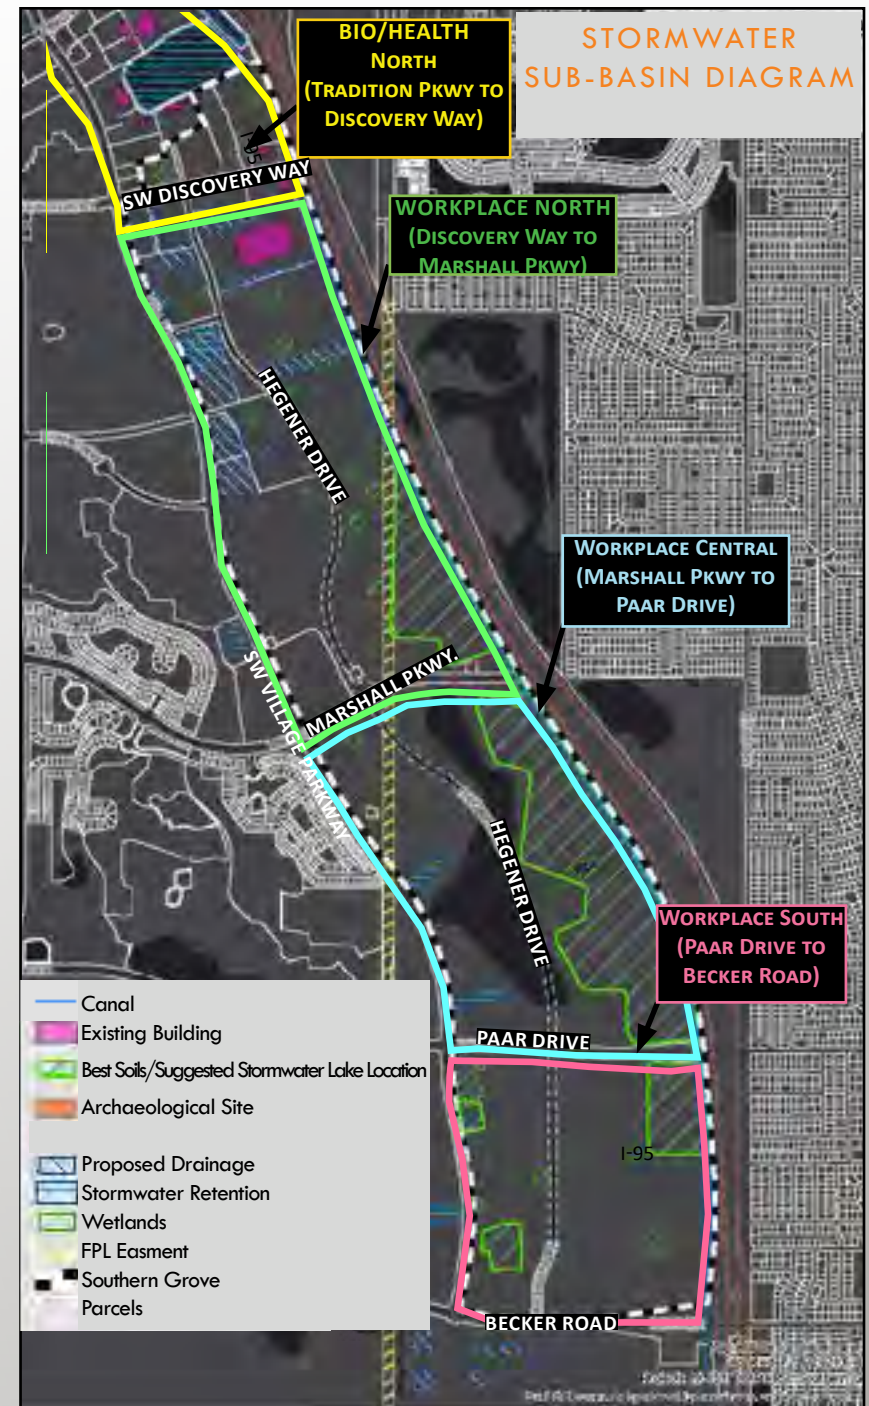 STORMWATER
SUB-BASIN DIAGRAM
BIO/HEALTH
NORTH
(TRADITION PKWY TO
DISCOVERY WAY)
I-95
SW DISCOVERY WAY
WORKPLACE NORTH
(DISCOVERY WAY TO
MARSHALL PKWY)
HEGENER DRIVE
WORKPLACE CENTRAL
(MARSHALL PKWY TO
PAAR DRIVE)
MARSHALL PKWY.
SW VILLAGE PARKWAY
HEGENER DRIVE
WORKPLACE SOUTH
(PAAR DRIVE TO
BECKER ROAD)
PAAR DRIVE
I-95
BECKER ROAD
Canal
Existing Building
Best Soils/Suggested Stormwater Lake Location
Archaeological Site
Proposed Drainage
Stormwater Retention
Wetlands
FPL Easment
Southern Grove
Parcels